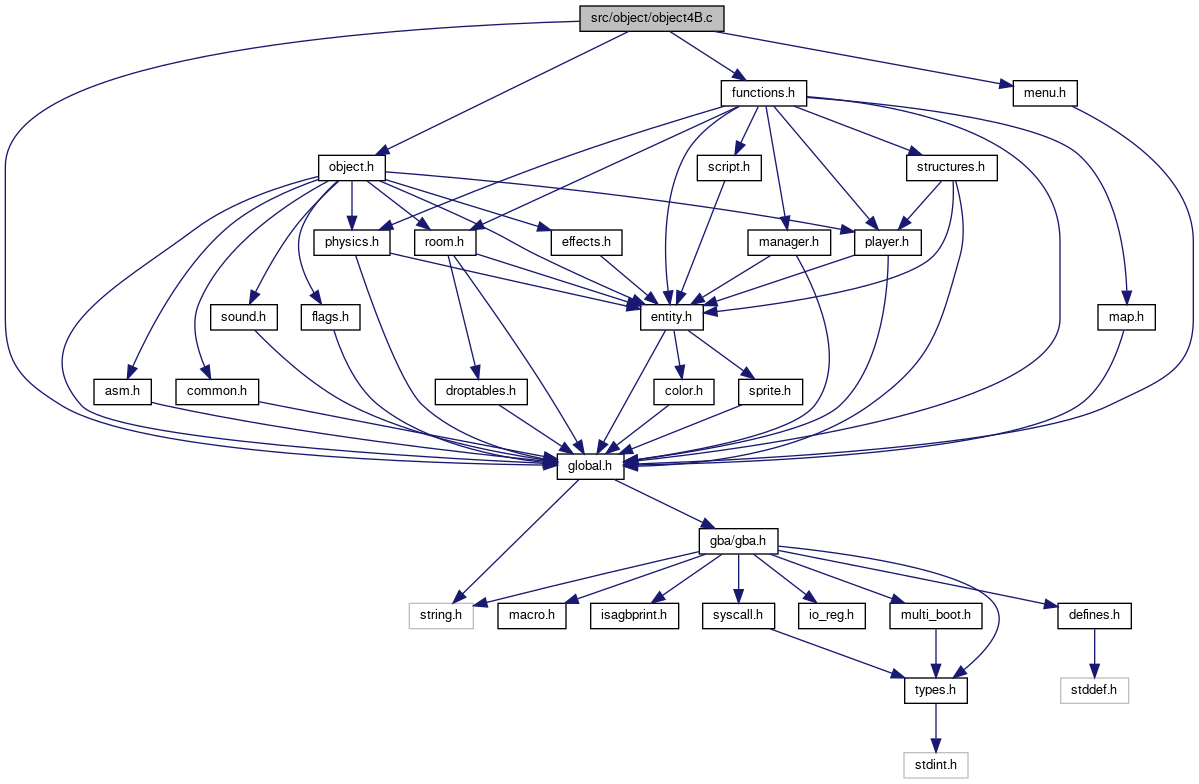 src/object/object4B.c
functions.h
menu.h
object.h
script.h
structures.h
physics.h
room.h
effects.h
manager.h
player.h
sound.h
flags.h
entity.h
map.h
asm.h
common.h
droptables.h
color.h
sprite.h
global.h
gba/gba.h
string.h
macro.h
isagbprint.h
syscall.h
io_reg.h
multi_boot.h
defines.h
types.h
stddef.h
stdint.h